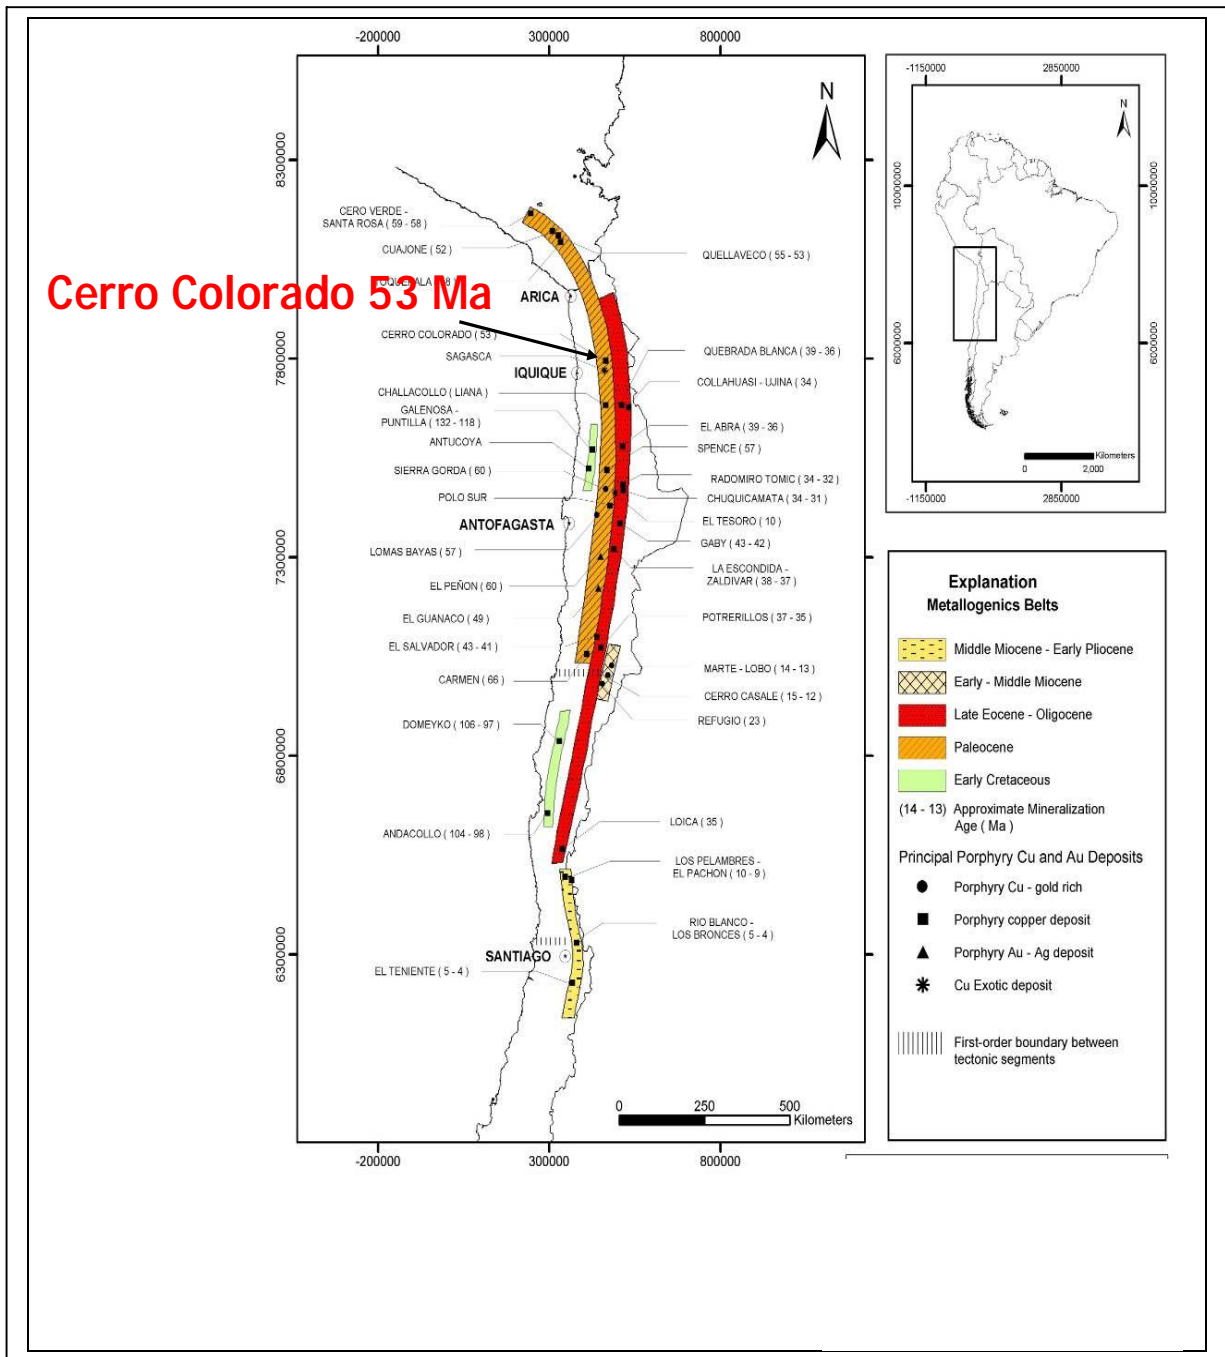 -200000
300000
800000
8300000
7800000
7300000
6800000
6300000
N
CERO VERDE -
SANTA ROSA ( 59 - 58 )
CUAJONE ( 52 )
QUELLAVECO ( 55 - 53 )
Cerro Colorado 53 Ma
ARICA
CERRO COLORADO ( 53 )
SAGASCA
IQUIQUE
QUEBRADA BLANCA ( 39 - 36 )
COLLAHUASI - UJINA ( 34 )
CHALLACOLLO ( LIANA )
GALENOSA -
PUNTILLA ( 132 - 118 )
ANTUCOYA
EL ABRA ( 39 - 36 )
SPENCE ( 57 )
SIERRA GORDA ( 60 )
RADOMIRO TOMIC ( 34 - 32 )
POLO SUR
CHUQUICAMATA ( 34 - 31 )
ANTOFAGASTA
EL TESORO ( 10 )
GABY ( 43 - 42 )
LOMAS BAYAS ( 57 )
LA ESCONDIDA -
ZALDIVAR ( 38 - 37 )
EL PEÑON ( 60 )
EL GUANACO ( 49 )
POTRERILLOS ( 37 - 35 )
EL SALVADOR ( 43 - 41 )
MARTE - LOBO ( 14 - 13 )
CARMEN ( 66 )
CERRO CASALE ( 15 - 12 )
REFUGIO ( 23 )
DOMEYKO ( 106 - 97 )
LOICA ( 35 )
ANDACOLLO ( 104 - 98 )
LOS PELAMBRES -
EL PACHON ( 10 - 9 )
RIO BLANCO -
LOS BRONCES ( 5 - 4 )
SANTIAGO
EL TENIENTE ( 5 - 4 )
0 250 500
Kilometers
-200000
300000
800000
-1150000
2850000
10000000
6000000
N
10000000
6000000
Kilometers
0 2,000
-1150000
2850000
Explanation
Metallogenics Belts
Middle Miocene - Early Pliocene
Early - Middle Miocene
Late Eocene - Oligocene
Paleocene
Early Cretaceous
(14 - 13) Approximate Mineralization
Age ( Ma )
Principal Porphyry Cu and Au Deposits
Porphyry Cu - gold rich
Porphyry copper deposit
Porphyry Au - Ag deposit
Cu Exotic deposit
First-order boundary between
tectonic segments